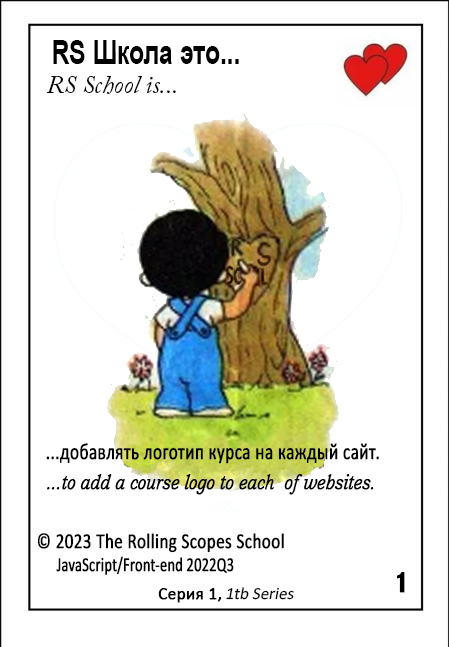 RS Школа это...
RS School is...
R S
SC L
...добавлять логотип курса на каждый сайт.
...to add a course logo to each of websites.
© 2023 The Rolling Scopes School
JavaScript/Front-end 2022Q3
1
Серия 1, 1tb Series